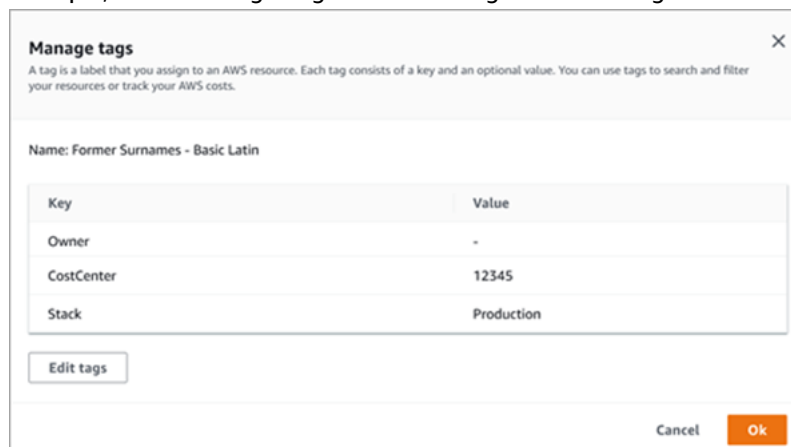 Manage tags
A tag is a label that you assign to an AWS resource. Each tag consists of a key and an optional value. You can use tags to search and filter
your resources or track your AWS costs.
Name: Former Surnames - Basic Latin
Key Value
Owner -
CostCenter 12345
Stack Production
Edit tags
Cancel Ok